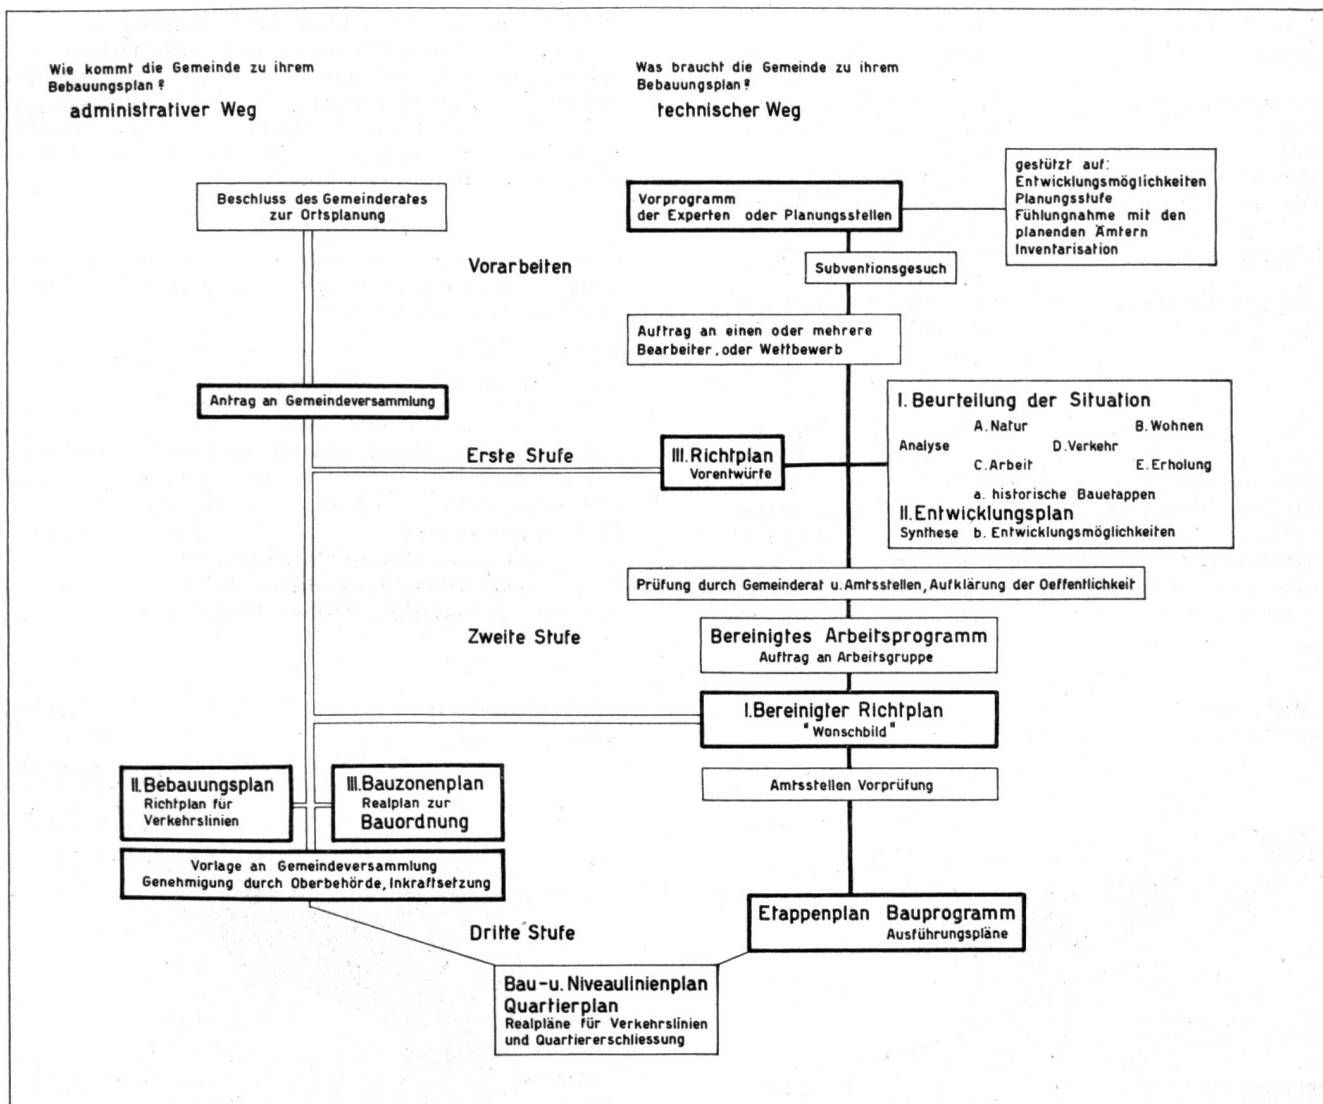 Wie kommt die Gemeinde zu ihrem
Bebauungsplan?
administrativer Weg
Was braucht die Gemeinde zu ihrem
Bebauungsplan?
technischer Weg
Beschluss des Gemeinderates
zur Ortsplanung
Vorprogramm
der Experten oder Planungsstellen
gestützt auf:
Entwicklungsmöglichkeiten
Planungsstufe
Fühlungnahme mit den
planenden Ämtern
Inventarisation
Vorarbeiten
Subventionsgesuch
Auftrag an einen oder mehrere
Bearbeiter, oder Wettbewerb
Antrag an Gemeindeversammlung
Erste Stufe
III. Richtplan
Vorentwürfe
I. Beurteilung der Situation
A. Natur B. Wohnen
Analyse D. Verkehr
C. Arbeit E. Erholung
a. historische Bauetappen
II. Entwicklungsplan
Synthese b. Entwicklungsmöglichkeiten
Prüfung durch Gemeinderat u. Amtsstellen, Aufklärung der Oeffentlichkeit
Zweite Stufe
Bereinigtes Arbeitsprogramm
Auftrag an Arbeitsgruppe
I. Bereinigter Richtplan
"Wonschbild"
II. Bebauungsplan
Richtplan für
Verkehrslinien
III. Bauzonenplan
Realplan zur
Bauordnung
Amtsstellen Vorprüfung
Vorlage an Gemeindeversammlung
Genehmigung durch Oberbehörde, Inkraftsetzung
Etappenplan Bauprogramm
Ausführungspläne
Dritte Stufe
Bau-u. Niveaulinienplan
Quartierplan
Realpläne für Verkehrslinien
und Quartiererschliessung